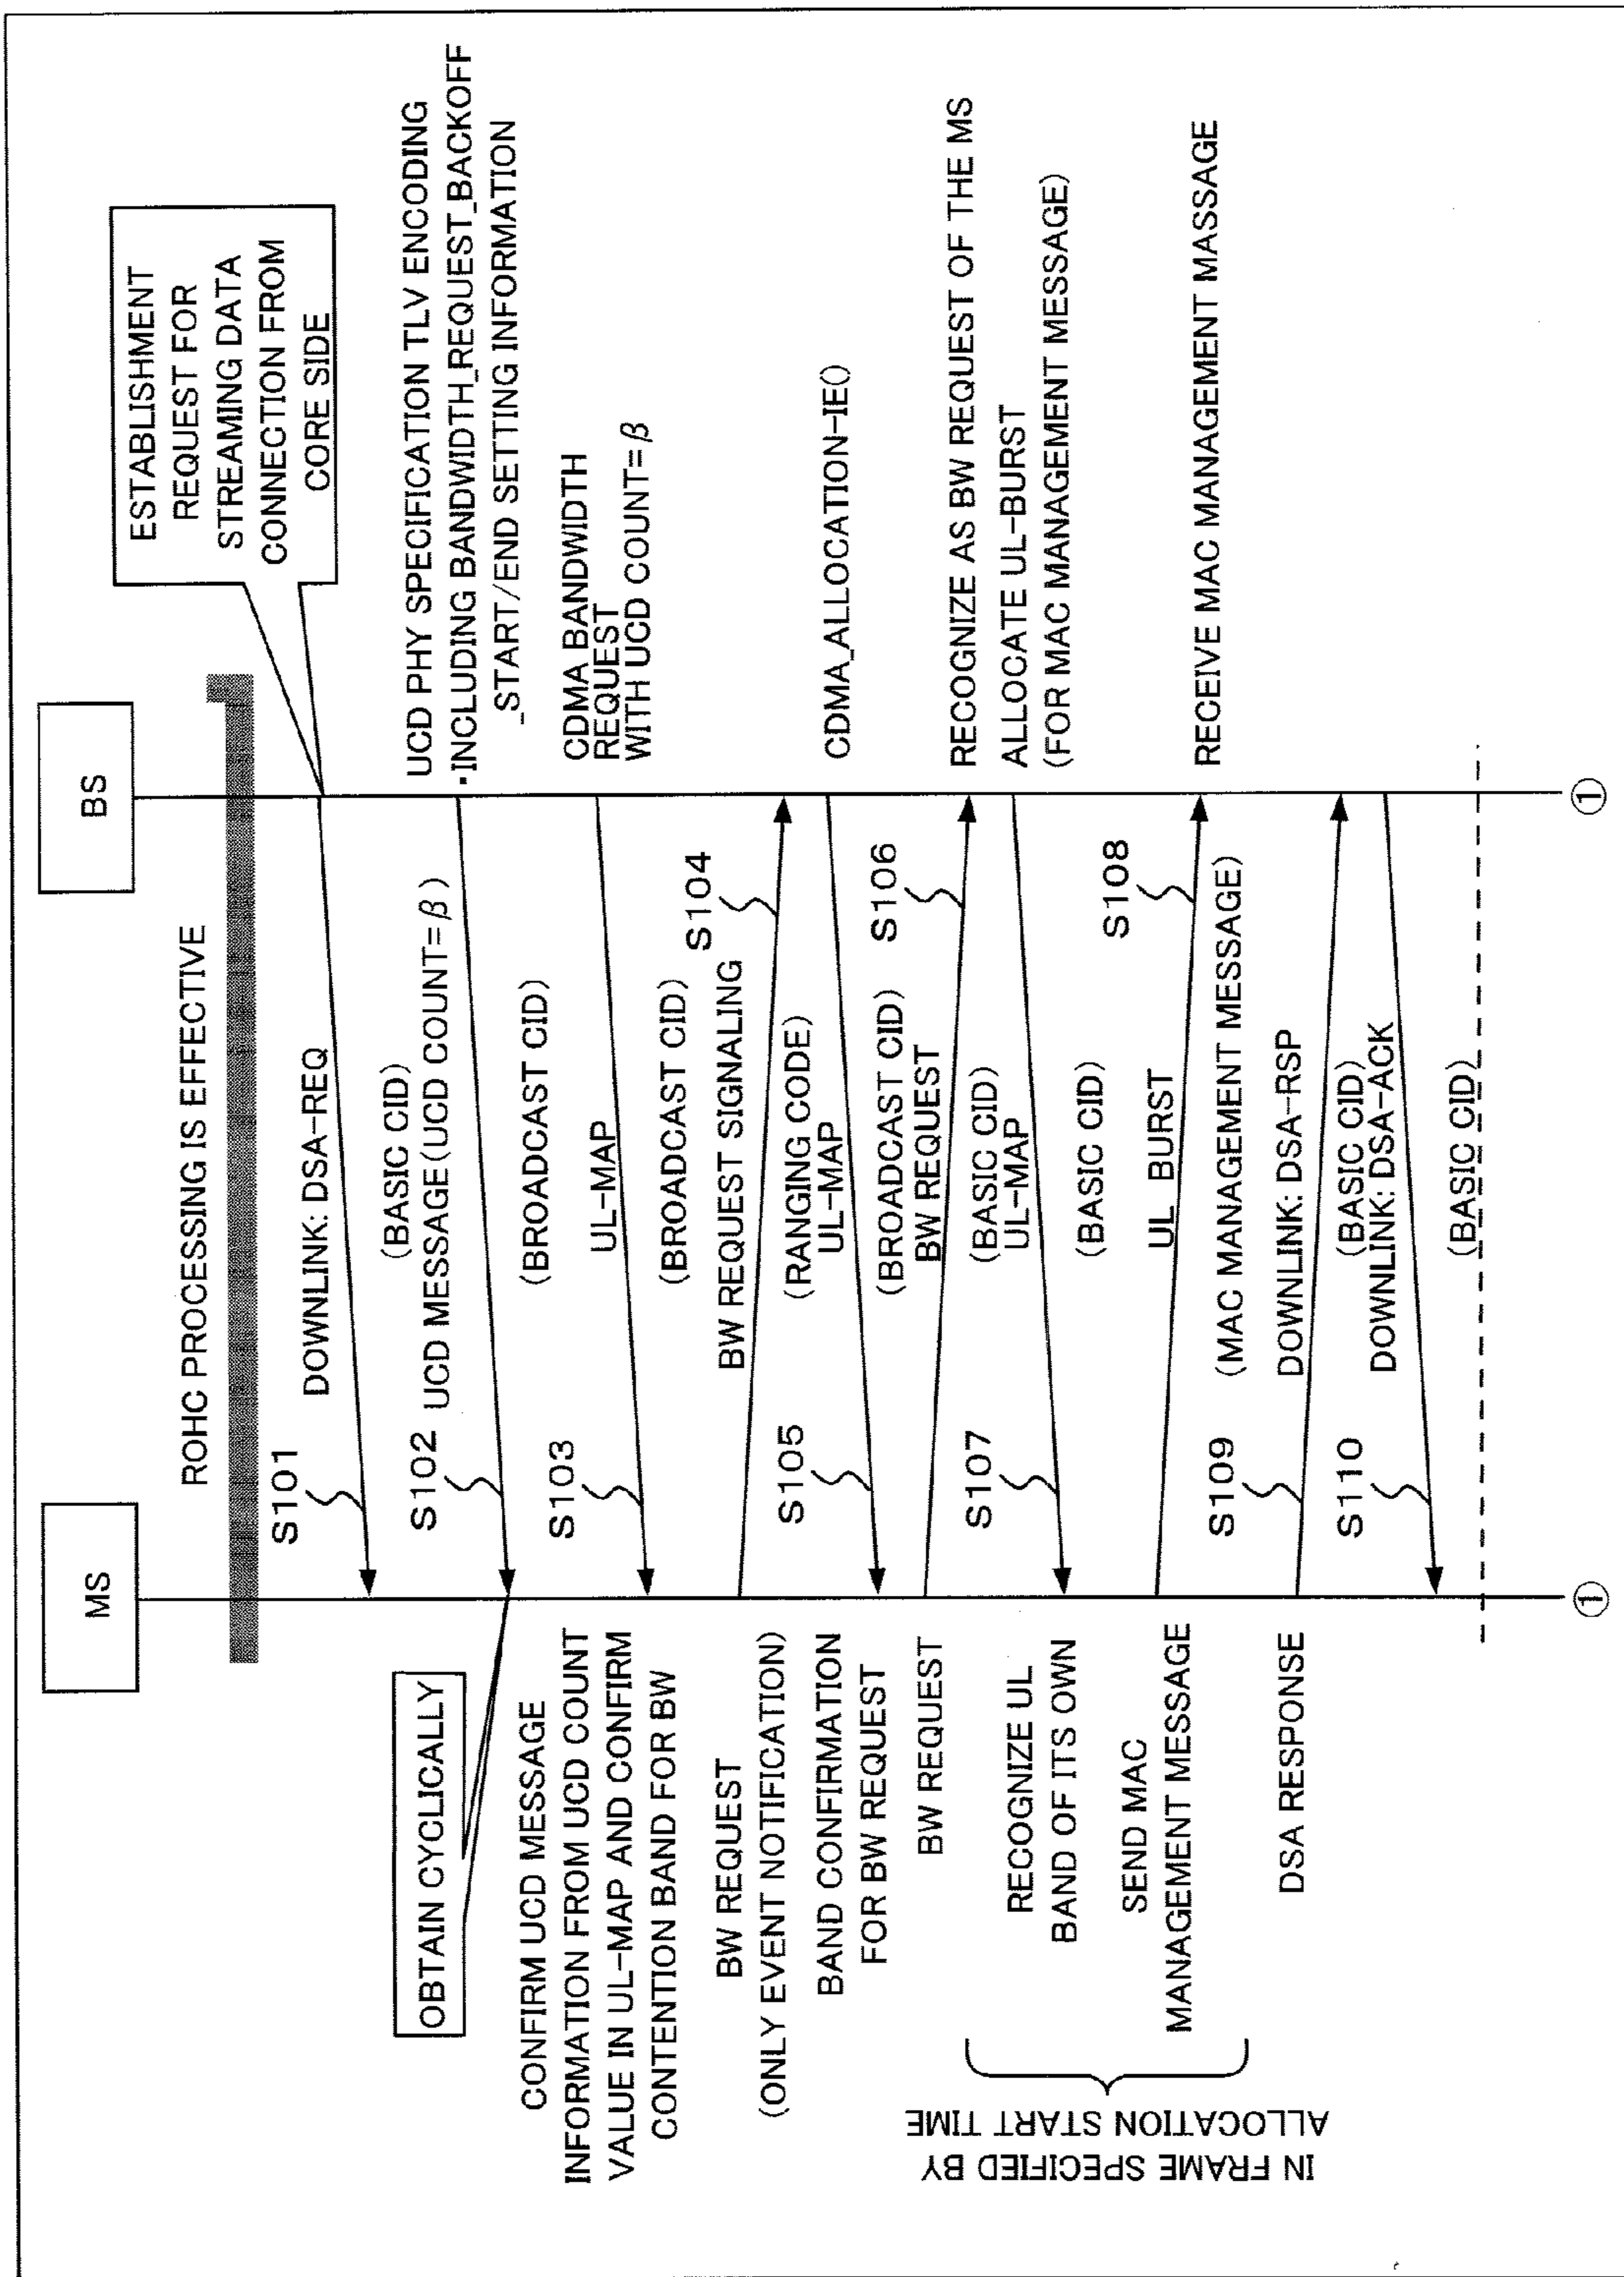 MS
BS
ROHC PROCESSING IS EFFECTIVE
ESTABLISHMENT
REQUEST FOR
STREAMING DATA
CONNECTION FROM
CORE SIDE
S101
DOWNLINK: DSA-REQ
(BASIC CID)
OBTAIN CYCLICALLY
S102
UCD MESSAGE(UCD COUNT=β)
(BROADCAST CID)
UCD PHY SPECIFICATION TLV ENCODING
・INCLUDING BANDWIDTH_REQUEST_BACKOFF
_START/END SETTING INFORMATION
CONFIRM UCD MESSAGE
INFORMATION FROM UCD COUNT
VALUE IN UL-MAP AND CONFIRM
CONTENTION BAND FOR BW
S103
UL-MAP
(BROADCAST CID)
CDMA BANDWIDTH
REQUEST
WITH UCD COUNT=β
BW REQUEST
(ONLY EVENT NOTIFICATION)
BW REQUEST SIGNALING
S104
(RANGING CODE)
BAND CONFIRMATION
FOR BW REQUEST
S105
UL-MAP
(BROADCAST CID)
CDMA_ALLOCATION-IE()
BW REQUEST
BW REQUEST
S106
(BASIC CID)
RECOGNIZE AS BW REQUEST OF THE MS
RECOGNIZE UL
BAND OF ITS OWN
S107
UL-MAP
(BASIC CID)
ALLOCATE UL-BURST
(FOR MAC MANAGEMENT MESSAGE)
SEND MAC
MANAGEMENT MESSAGE
UL BURST
S108
(MAC MANAGEMENT MESSAGE)
RECEIVE MAC MANAGEMENT MASSAGE
IN FRAME SPECIFIED BY
ALLOCATION START TIME
DSA RESPONSE
S109
DOWNLINK: DSA-RSP
(BASIC CID)
S110
DOWNLINK: DSA-ACK
(BASIC CID)
①
①